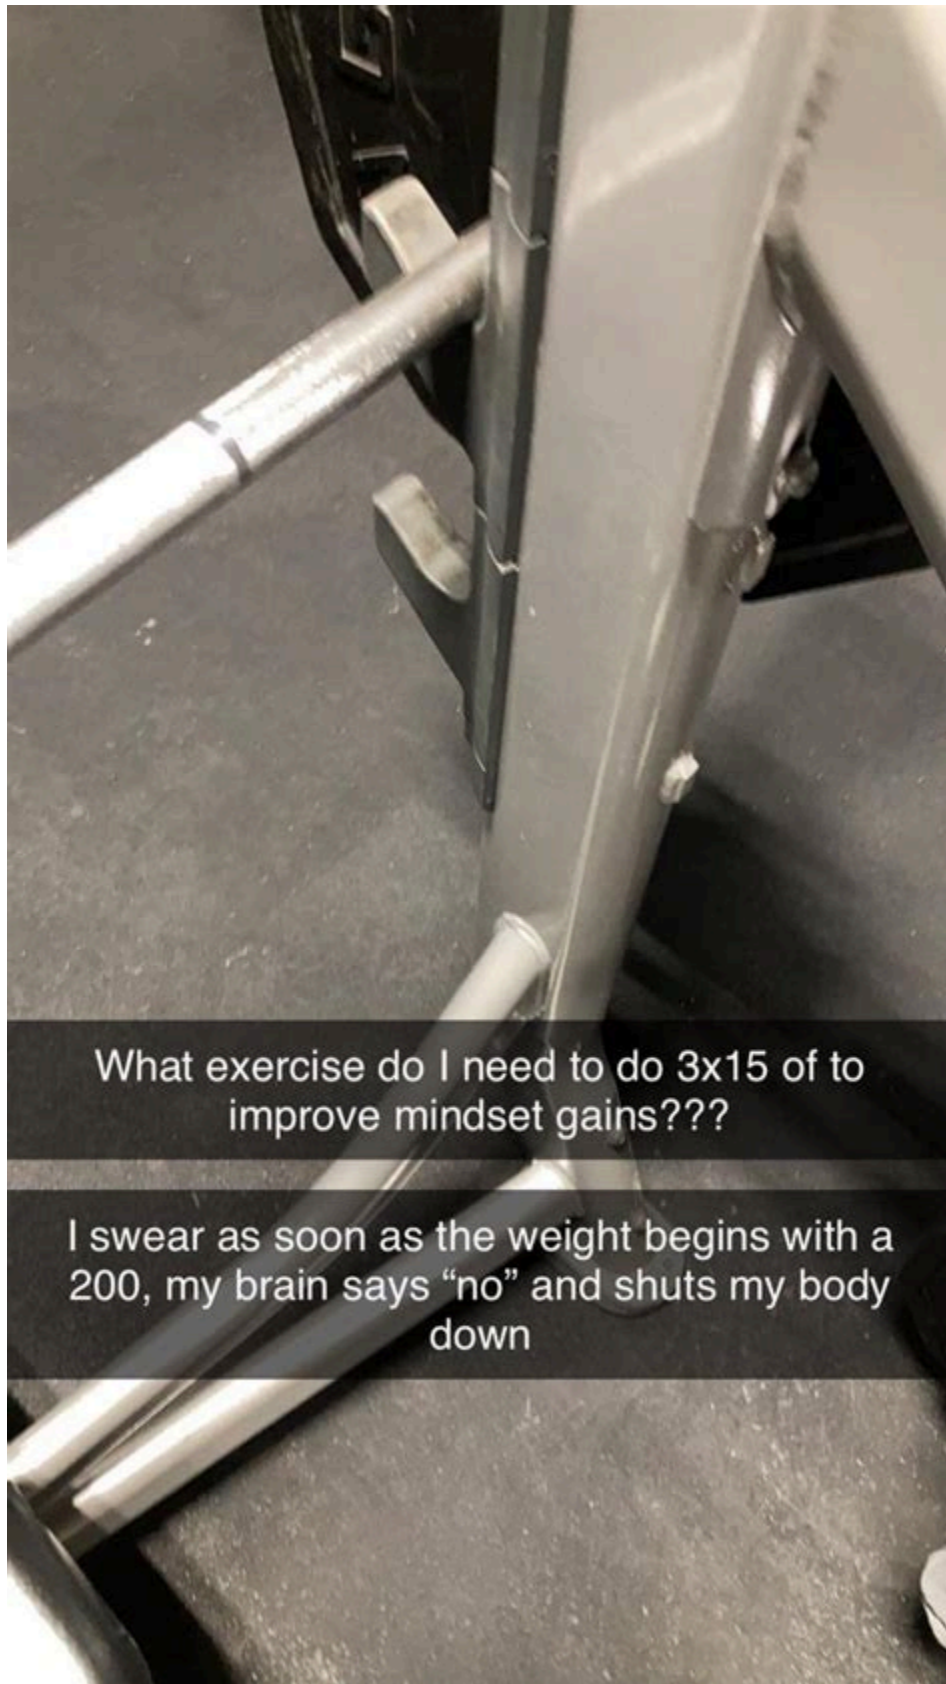 What exercise do I need to do 3x15 of to
improve mindset gains???
I swear as soon as the weight begins with a
200, my brain says “no” and shuts my body
down